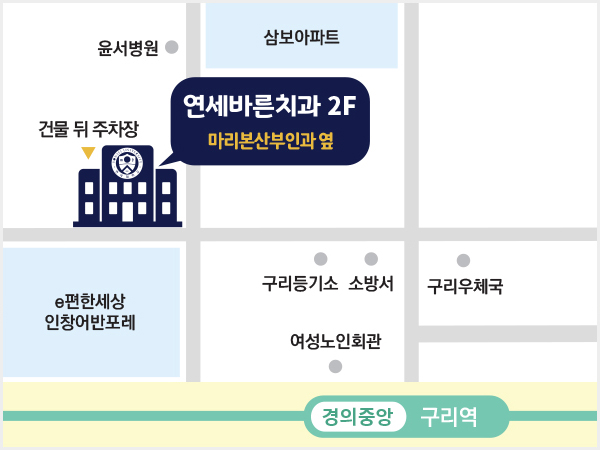 윤서병원
삼보아파트
연세바른치과 2F
마리본산부인과 옆
건물 뒤 주차장
구리등기소
소방서
구리우체국
e편한세상
인창어반포레
여성노인회관
경의중앙
구리역